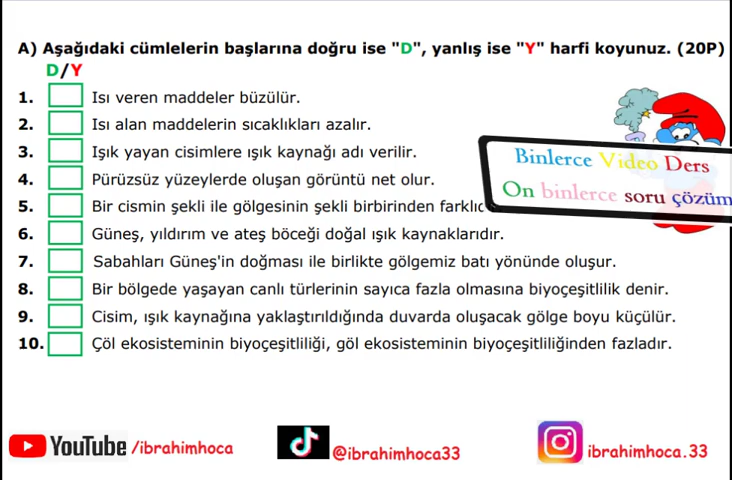 A) Aşağıdaki cümlelerin başlarına doğru ise "D", yanlış ise "Y" harfi koyunuz. (20P)
D/Y
1. Isı veren maddeler büzülür.
2. Isı alan maddelerin sıcaklıkları azalır.
3. Işık yayan cisimlere ışık kaynağı adı verilir.
4. Pürüzsüz yüzeylerde oluşan görüntü net olur.
5. Bir cismin şekli ile gölgesinin şekli birbirinden
6. Güneş, yıldırım ve ateş böceği doğal ışık kaynaklarıdır.
7. Sabahları Güneş'in doğması ile birlikte gölgemiz batı yönünde oluşur.
8. Bir bölgede yaşayan canlı türlerinin sayıca fazla olmasına biyoçeşitlilik denir.
9. Cisim, ışık kaynağına yaklaştırıldığında duvarda oluşacak gölge boyu küçülür.
10. Çöl ekosisteminin biyoçeşitliliği, göl ekosisteminin biyoçeşitliliğinden fazladır.
Binlerce Video Ders
On binlerce soru çözüm
YouTube /ibrahimhoca
@ibrahimhoca33
ibrahimhoca.33